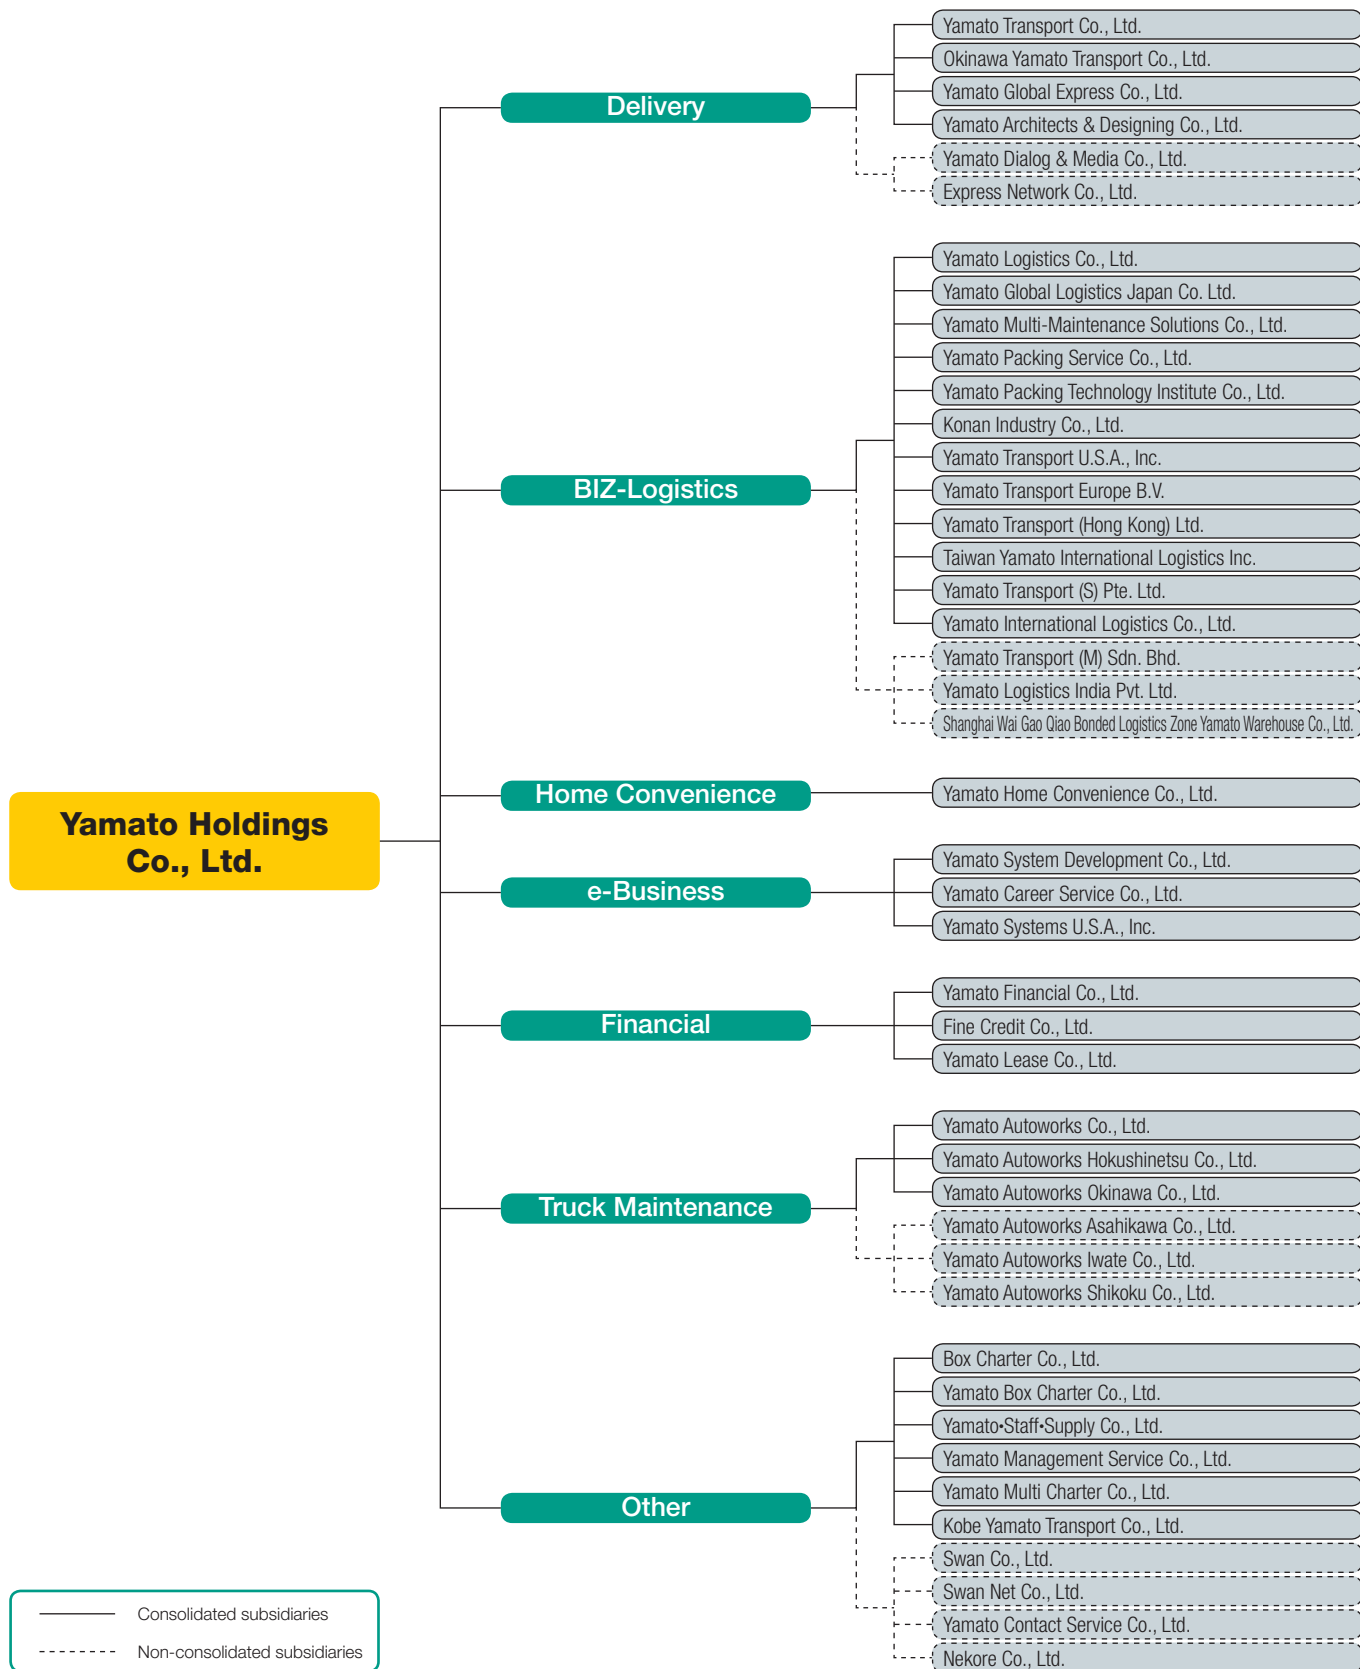 Yamato Holdings
Co., Ltd.
Delivery
Yamato Transport Co., Ltd.
Okinawa Yamato Transport Co., Ltd.
Yamato Global Express Co., Ltd.
Yamato Architects & Designing Co., Ltd.
Yamato Dialog & Media Co., Ltd.
Express Network Co., Ltd.
BIZ-Logistics
Yamato Logistics Co., Ltd.
Yamato Global Logistics Japan Co. Ltd.
Yamato Multi-Maintenance Solutions Co., Ltd.
Yamato Packing Service Co., Ltd.
Yamato Packing Technology Institute Co., Ltd.
Konan Industry Co., Ltd.
Yamato Transport U.S.A., Inc.
Yamato Transport Europe B.V.
Yamato Transport (Hong Kong) Ltd.
Taiwan Yamato International Logistics Inc.
Yamato Transport (S) Pte. Ltd.
Yamato International Logistics Co., Ltd.
Yamato Transport (M) Sdn. Bhd.
Yamato Logistics India Pvt. Ltd.
Shanghai Wai Gao Qiao Bonded Logistics Zone Yamato Warehouse Co., Ltd.
Home Convenience
Yamato Home Convenience Co., Ltd.
e-Business
Yamato System Development Co., Ltd.
Yamato Career Service Co., Ltd.
Yamato Systems U.S.A., Inc.
Financial
Yamato Financial Co., Ltd.
Fine Credit Co., Ltd.
Yamato Lease Co., Ltd.
Truck Maintenance
Yamato Autoworks Co., Ltd.
Yamato Autoworks Hokushinetsu Co., Ltd.
Yamato Autoworks Okinawa Co., Ltd.
Yamato Autoworks Asahikawa Co., Ltd.
Yamato Autoworks Iwate Co., Ltd.
Yamato Autoworks Shikoku Co., Ltd.
Other
Box Charter Co., Ltd.
Yamato Box Charter Co., Ltd.
Yamato•Staff•Supply Co., Ltd.
Yamato Management Service Co., Ltd.
Yamato Multi Charter Co., Ltd.
Kobe Yamato Transport Co., Ltd.
Swan Co., Ltd.
Swan Net Co., Ltd.
Yamato Contact Service Co., Ltd.
Nekore Co., Ltd.
Consolidated subsidiaries
Non-consolidated subsidiaries